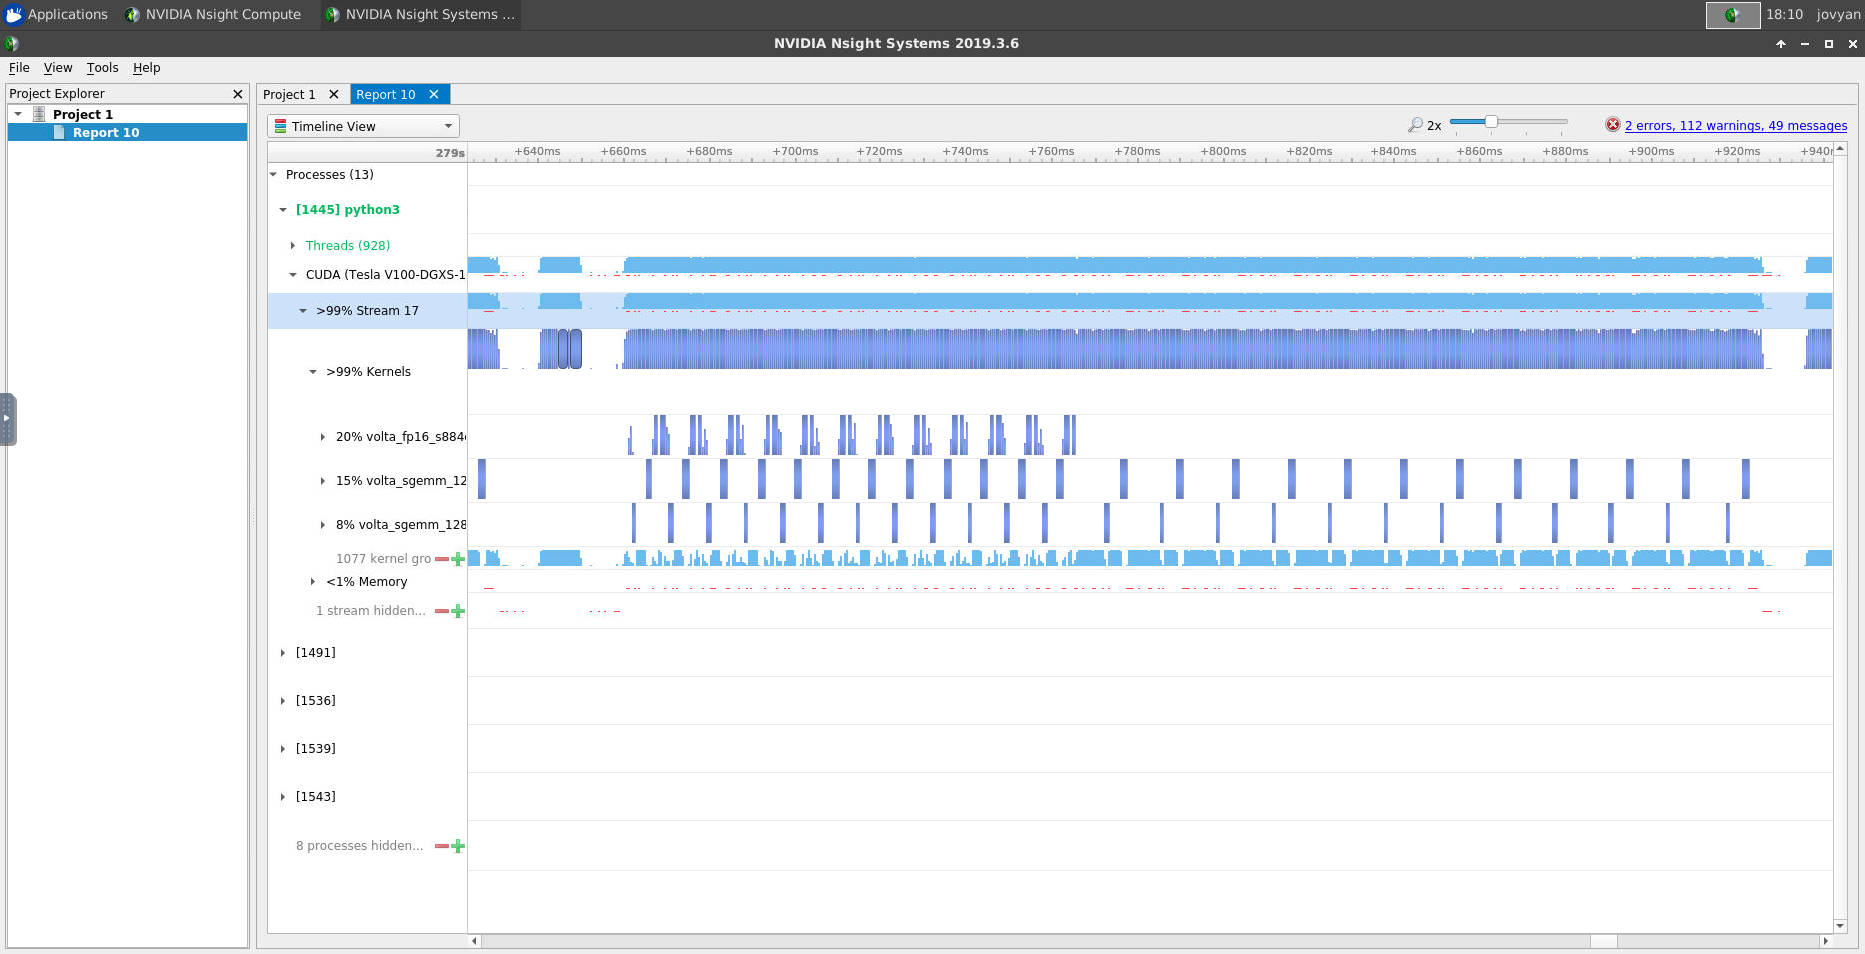 Applications NVIDIA Nsight Compute NVIDIA Nsight Systems ... 18:10 jovyan
NVIDIA Nsight Systems 2019.3.6
File View Tools Help
Project Explorer
Project 1
Report 10
Project 1 Report 10
Timeline View 2x 2 errors, 112 warnings, 49 messages
279s +640ms +660ms +680ms +700ms +720ms +740ms +760ms +780ms +800ms +820ms +840ms +860ms +880ms +900ms +920ms +940m
Processes (13)
[1445] python3
Threads (928)
CUDA (Tesla V100-DGXS-1
>99% Stream 17
>99% Kernels
20% volta_fp16_s884
15% volta_sgemm_12
8% volta_sgemm_128
1077 kernel gro
<1% Memory
1 stream hidden...
[1491]
[1536]
[1539]
[1543]
8 processes hidden...